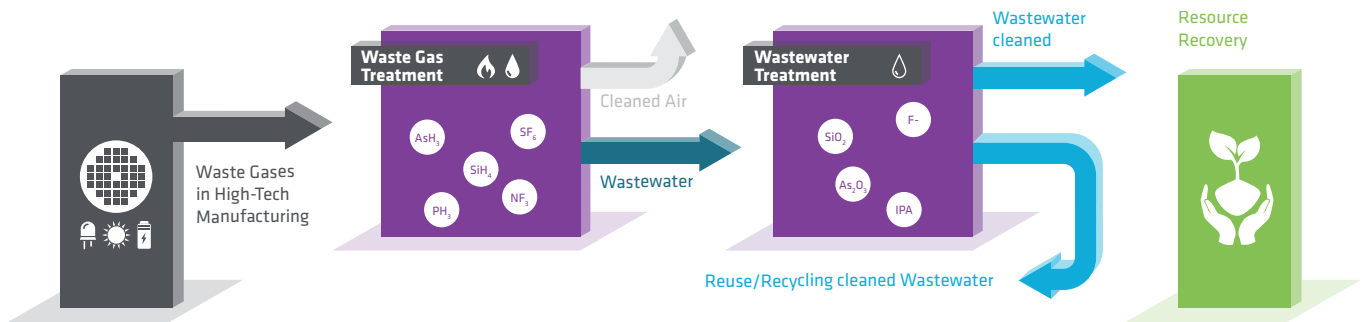 Waste Gases
in High-Tech
Manufacturing
Waste Gas
Treatment
AsH₃
SF₆
SiH₄
PH₃
NF₃
Cleaned Air
Wastewater
Wastewater
Treatment
SiO₂
F-
As₂O₃
IPA
Wastewater
cleaned
Reuse/Recycling cleaned Wastewater
Resource
Recovery